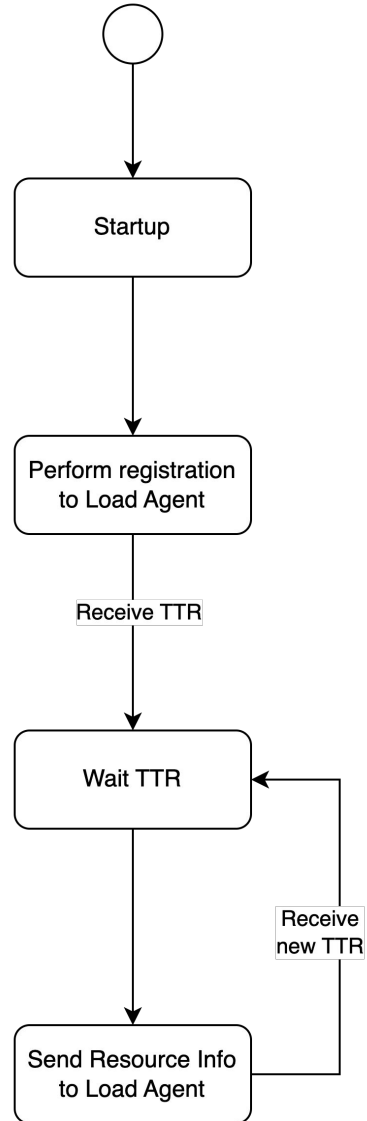 Startup
Perform registration
to Load Agent
Receive TTR
Wait TTR
Receive
new TTR
Send Resource Info
to Load Agent